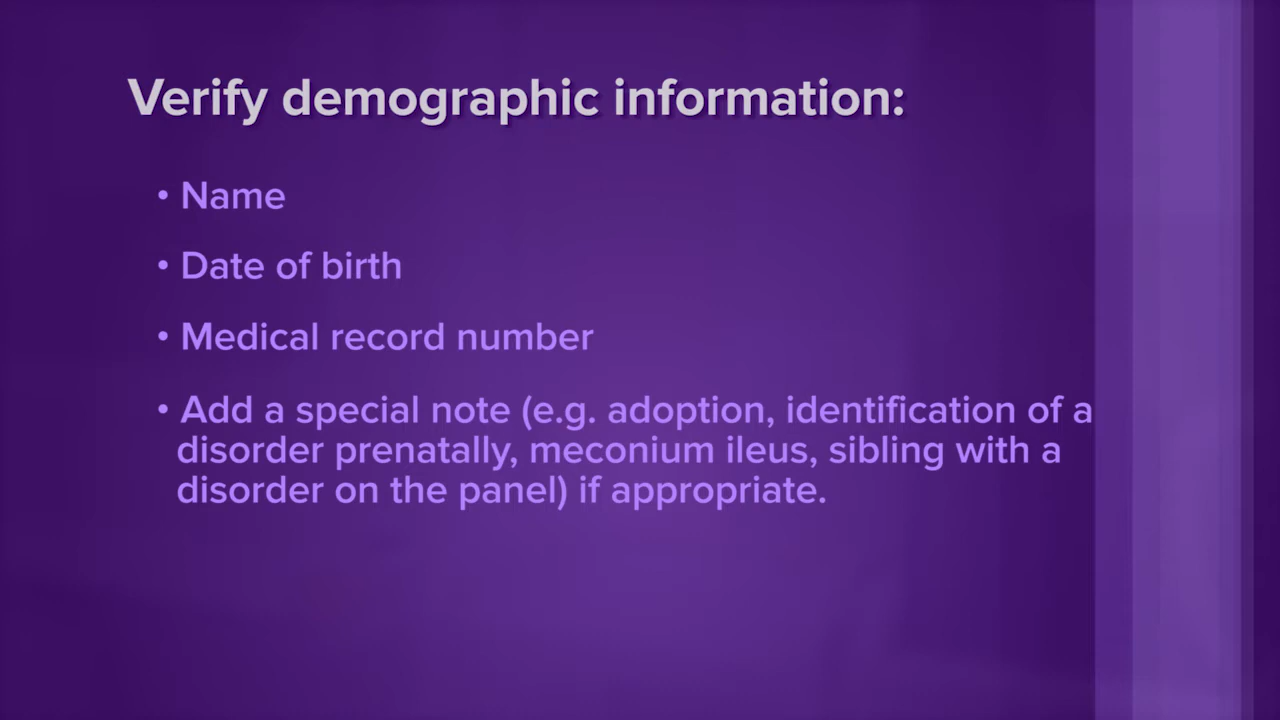 Verify demographic information:
• Name
• Date of birth
• Medical record number
• Add a special note (e.g. adoption, identification of a
disorder prenatally, meconium ileus, sibling with a
disorder on the panel) if appropriate.